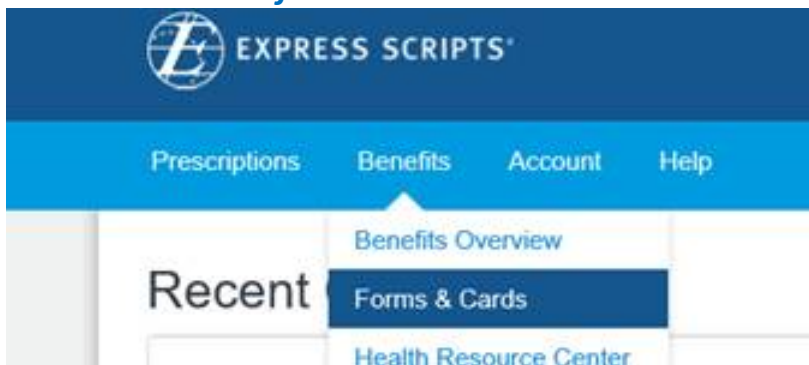 EXPRESS SCRIPTS®
Prescriptions Benefits Account Help
Benefits Overview
Recent
Forms & Cards
Health Resource Center